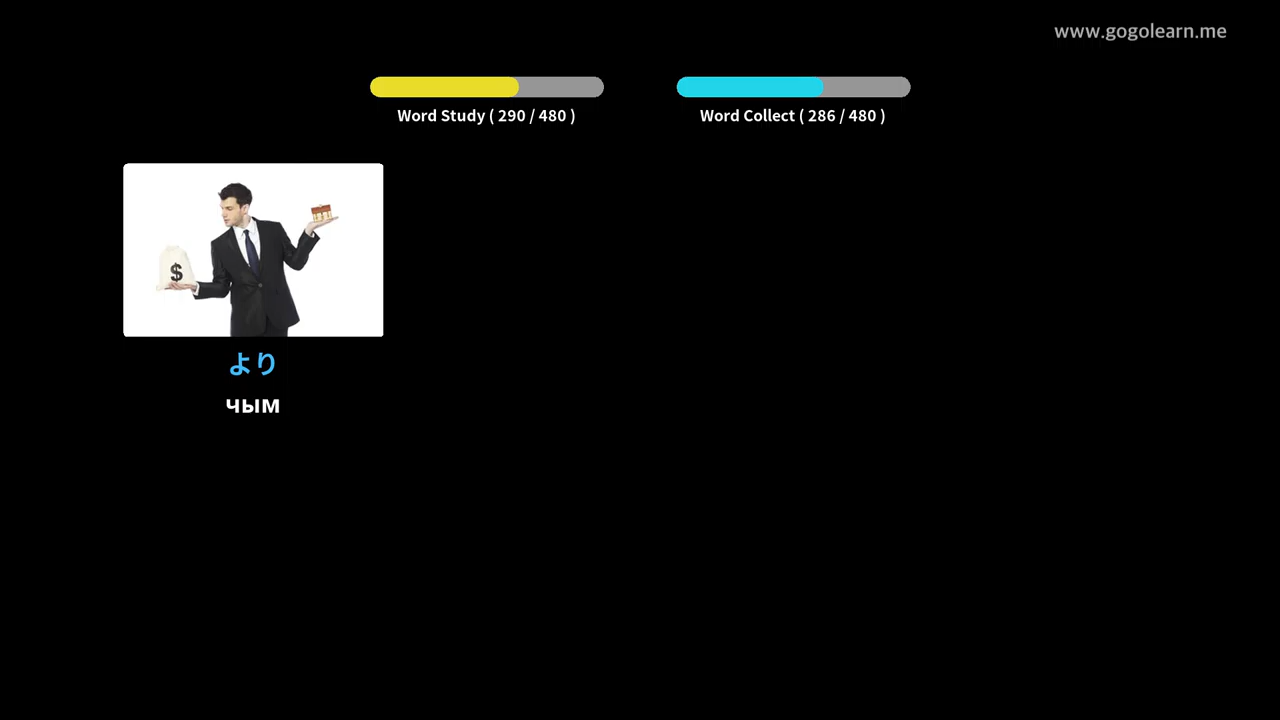 www.gogolearn.me
Word Study ( 290 / 480 )
Word Collect ( 286 / 480 )
$
より
чым